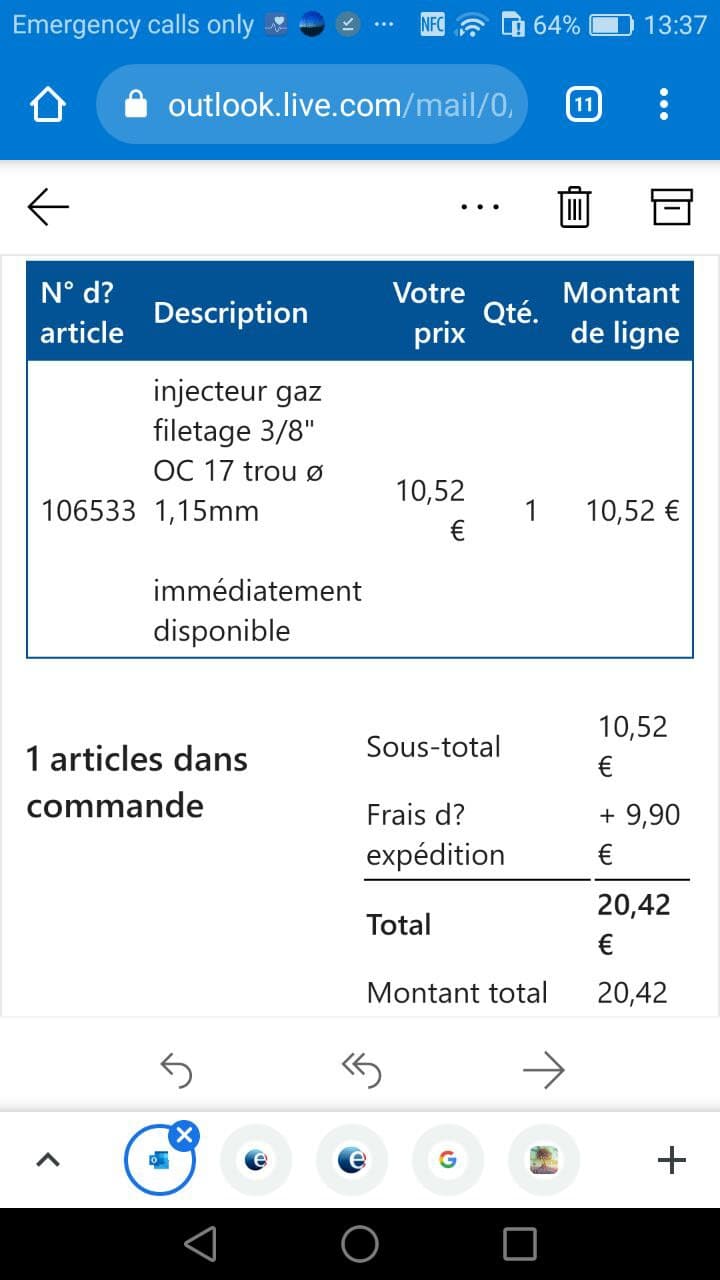 Emergency calls only ... NFC 64% 13:37
outlook.live.com/mail/0,
11
...
N° d?
article
Description
Votre
prix
Qté.
Montant
de ligne
106533
injecteur gaz
filetage 3/8"
OC 17 trou ø
1,15mm
immédiatement
disponible
10,52
€
1
10,52 €
1 articles dans
commande
Sous-total
10,52
€
Frais d?
expédition
+ 9,90
€
Total
20,42
€
Montant total
20,42